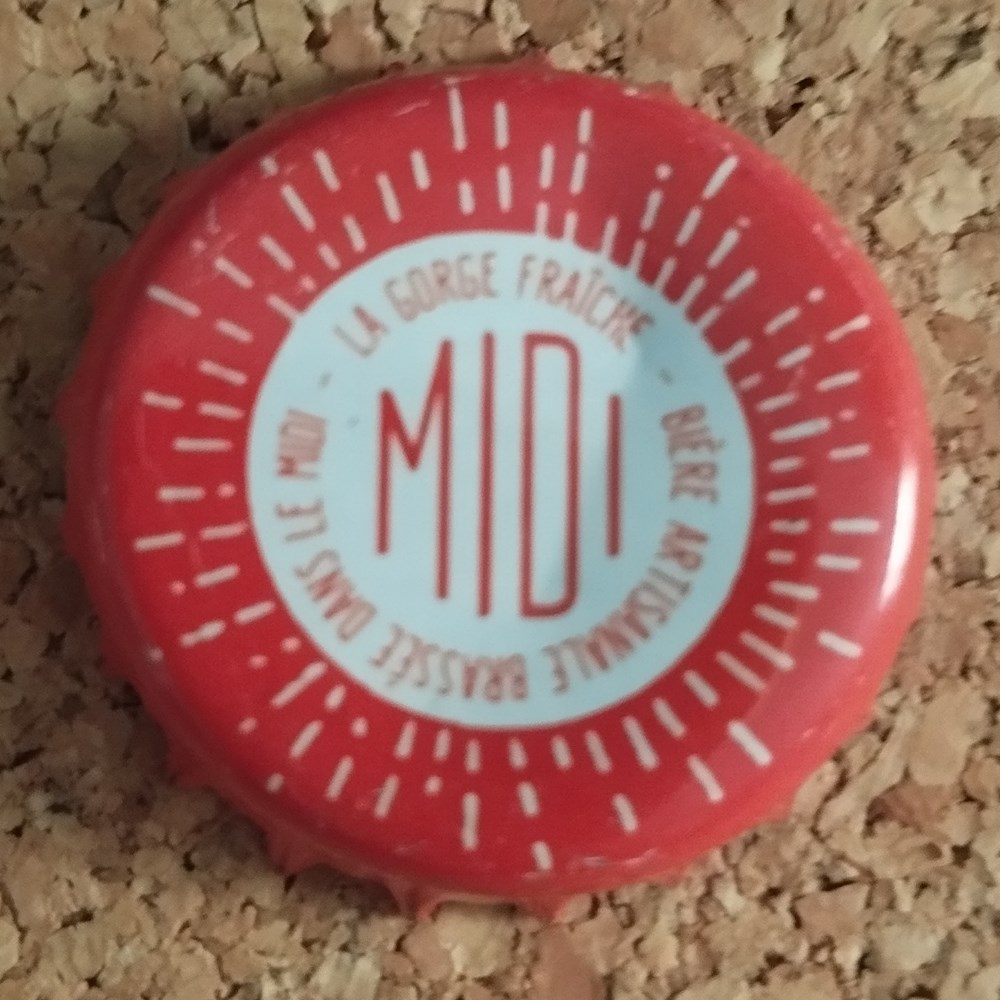 LA GORGE FRAÎCHE - BIÈRE ARTISANALE BRASSÉE DANS LE MIDI -
MIDI